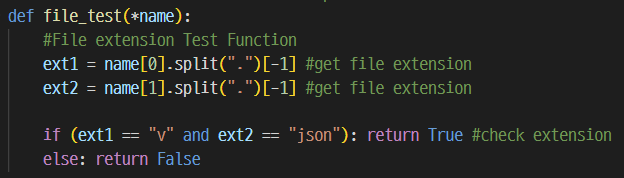 def file_test(*name):
    #File extension Test Function
    ext1 = name[0].split(".")[-1] #get file extension
    ext2 = name[1].split(".")[-1] #get file extension

    if (ext1 == "v" and ext2 == "json"): return True #check extension
    else: return False